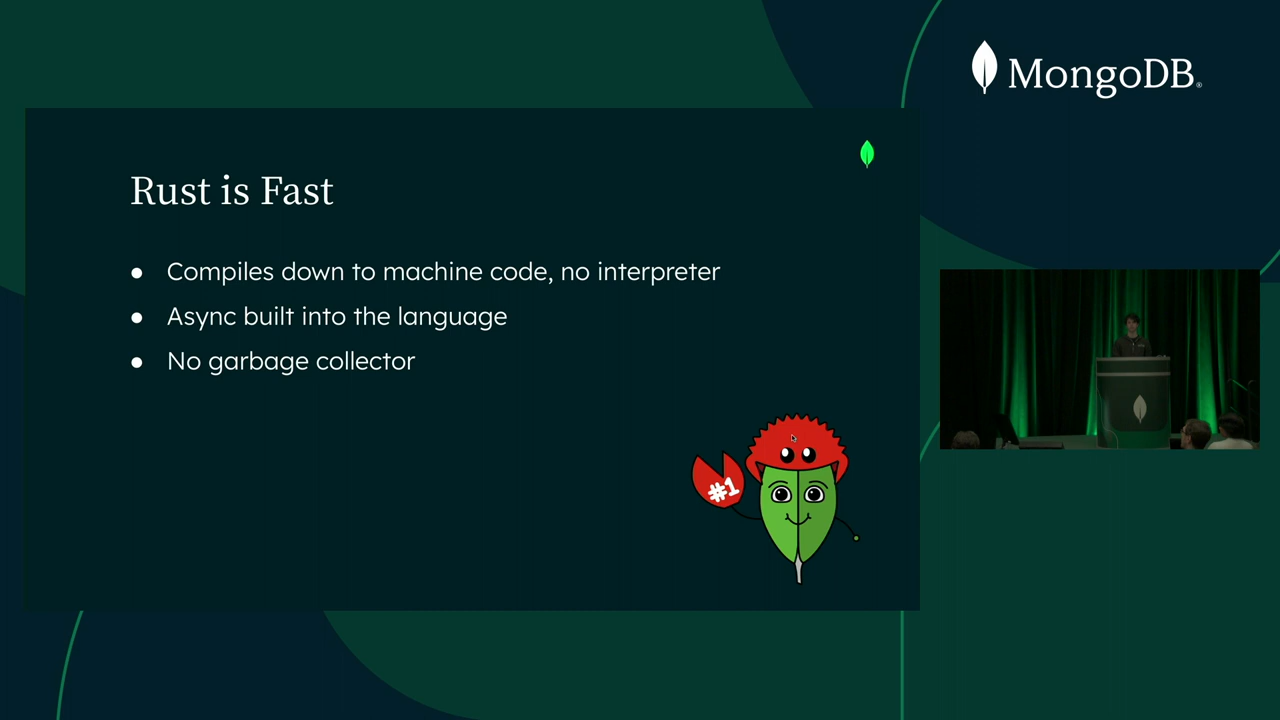 MongoDB®
Rust is Fast
● Compiles down to machine code, no interpreter
● Async built into the language
● No garbage collector
#1